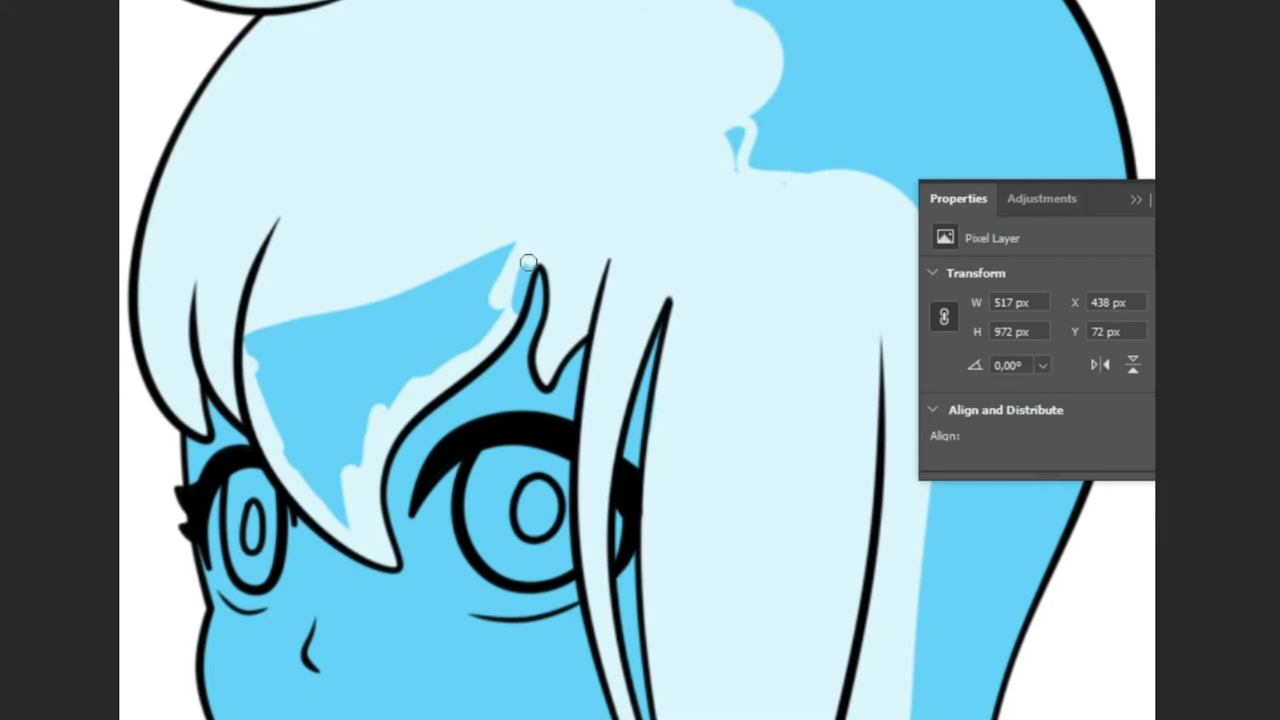 Properties Adjustments
Pixel Layer
Transform
W 517 px X 438 px
H 972 px Y 72 px
0,00°
Align and Distribute
Align: